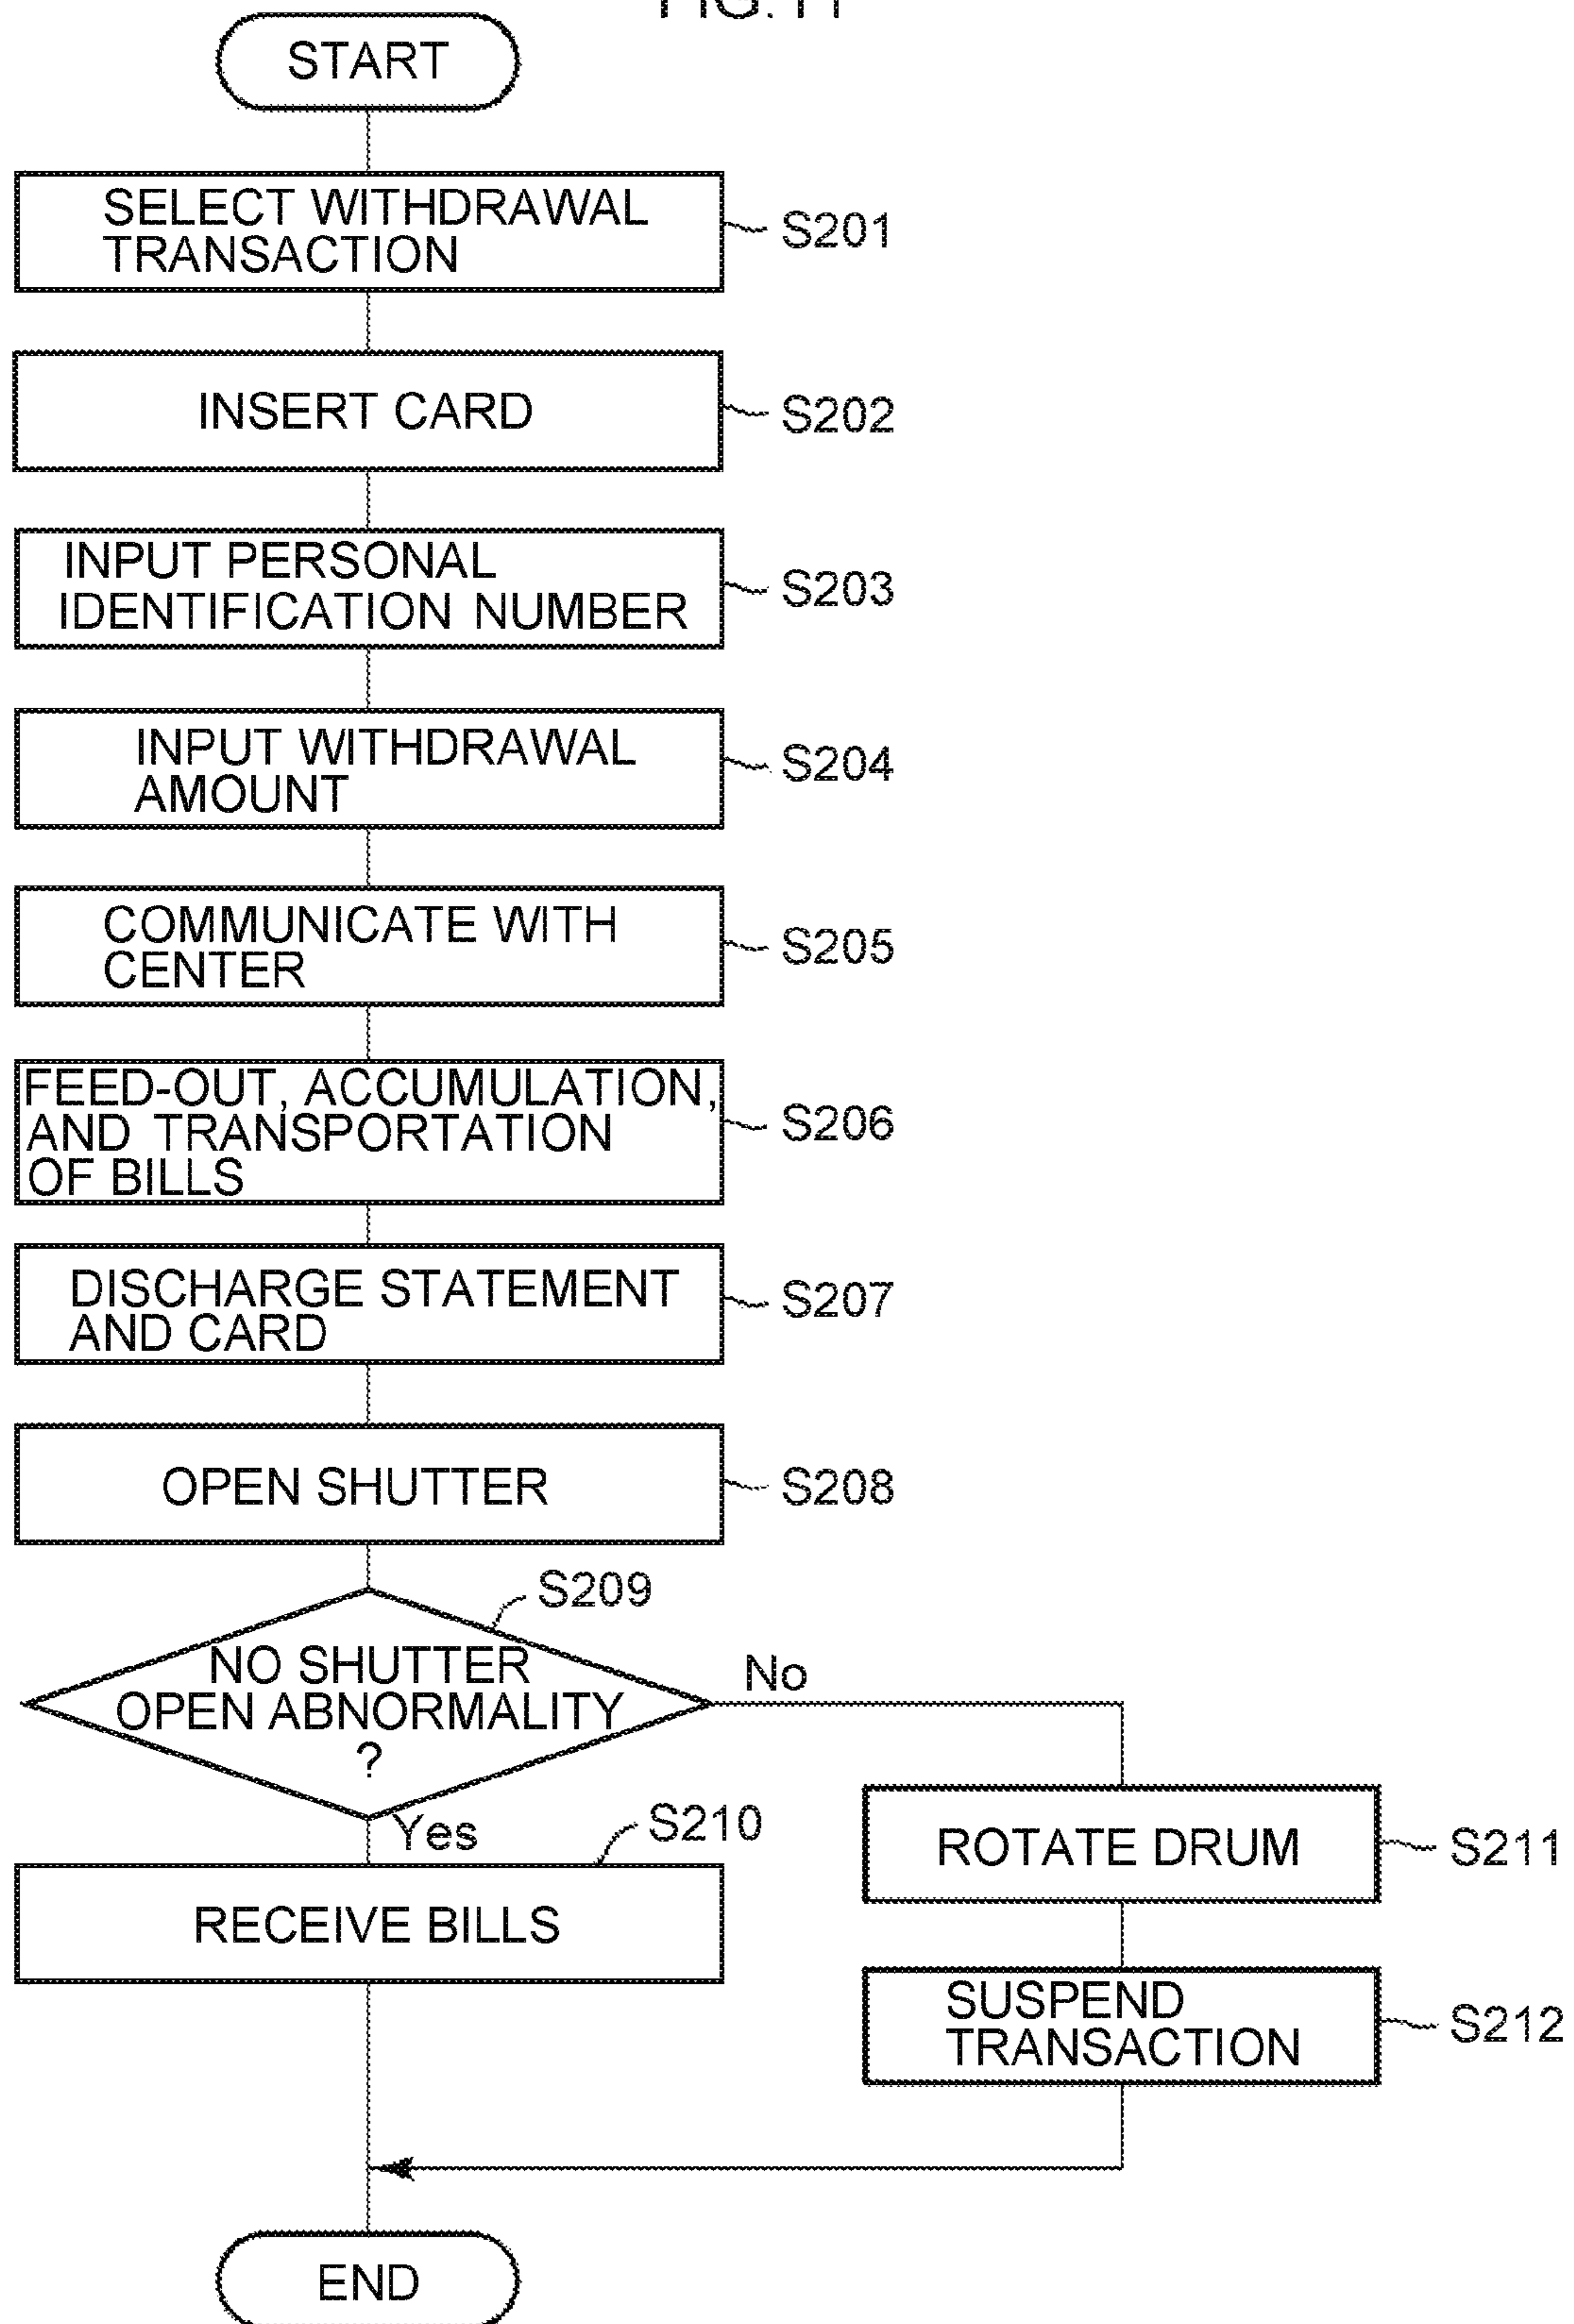 FIG. 11
START
SELECT WITHDRAWAL
TRANSACTION
S201
INSERT CARD
S202
INPUT PERSONAL
IDENTIFICATION NUMBER
S203
INPUT WITHDRAWAL
AMOUNT
S204
COMMUNICATE WITH
CENTER
S205
FEED-OUT, ACCUMULATION,
AND TRANSPORTATION
OF BILLS
S206
DISCHARGE STATEMENT
AND CARD
S207
OPEN SHUTTER
S208
S209
NO SHUTTER
OPEN ABNORMALITY
?
No
Yes
S210
RECEIVE BILLS
ROTATE DRUM
S211
SUSPEND
TRANSACTION
S212
END